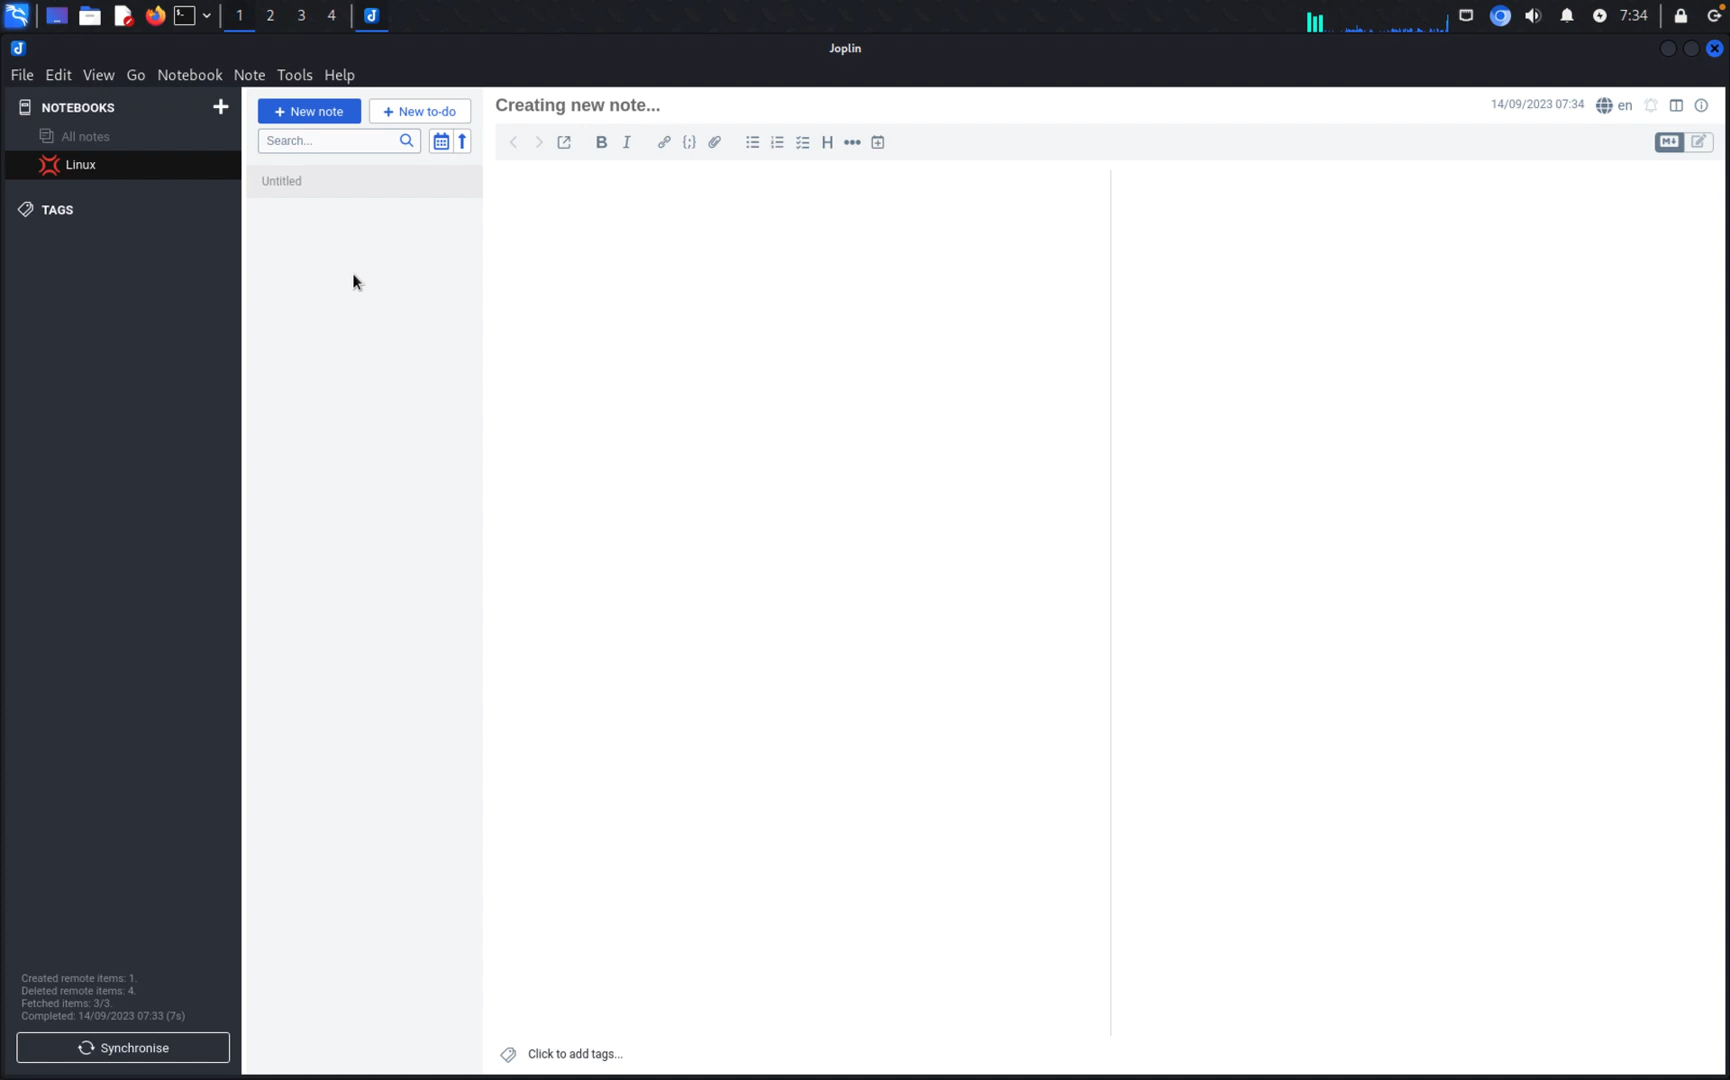 1 2 3 4 7:34
Joplin
File Edit View Go Notebook Note Tools Help
NOTEBOOKS
All notes
Linux
TAGS
+ New note + New to-do
Search...
Untitled
Creating new note...
14/09/2023 07:34 en
B I H
M
Created remote items: 1.
Deleted remote items: 4.
Fetched items: 3/3.
Completed: 14/09/2023 07:33 (7s)
Synchronise
Click to add tags...